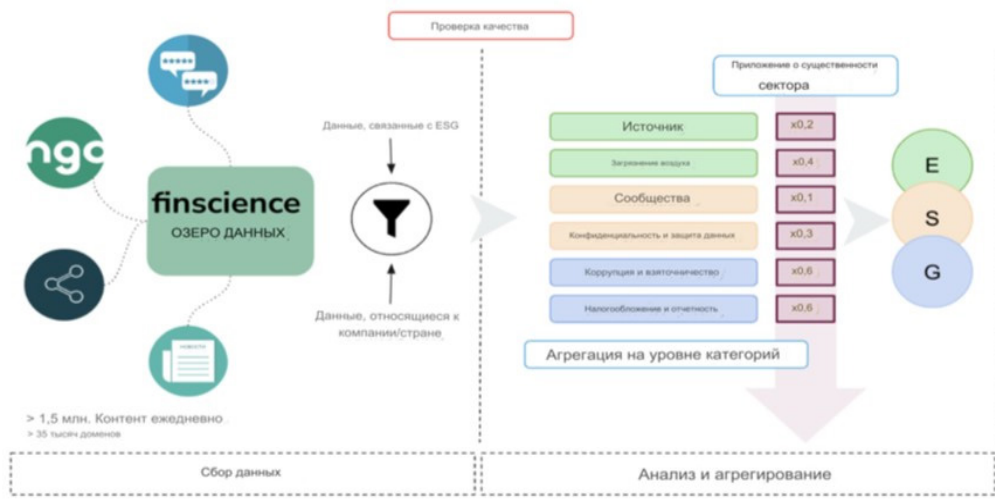 Проверка качества
Приложение о существенности
сектора
Данные, связанные с ESG
ngo
finscience
ОЗЕРО ДАННЫХ
Данные, относящиеся к
компании/стране
НОВОСТИ
> 1,5 млн. Контент ежедневно
> 35 тысяч доменов
Источник
x0,2
Загрязнение воздуха
x0,4
Сообщества
x0,1
Конфиденциальность и защита данных
x0,3
Коррупция и взяточничество
x0,6
Налогообложение и отчетность
x0,6
E
S
G
Агрегация на уровне категорий
Сбор данных
Анализ и агрегирование